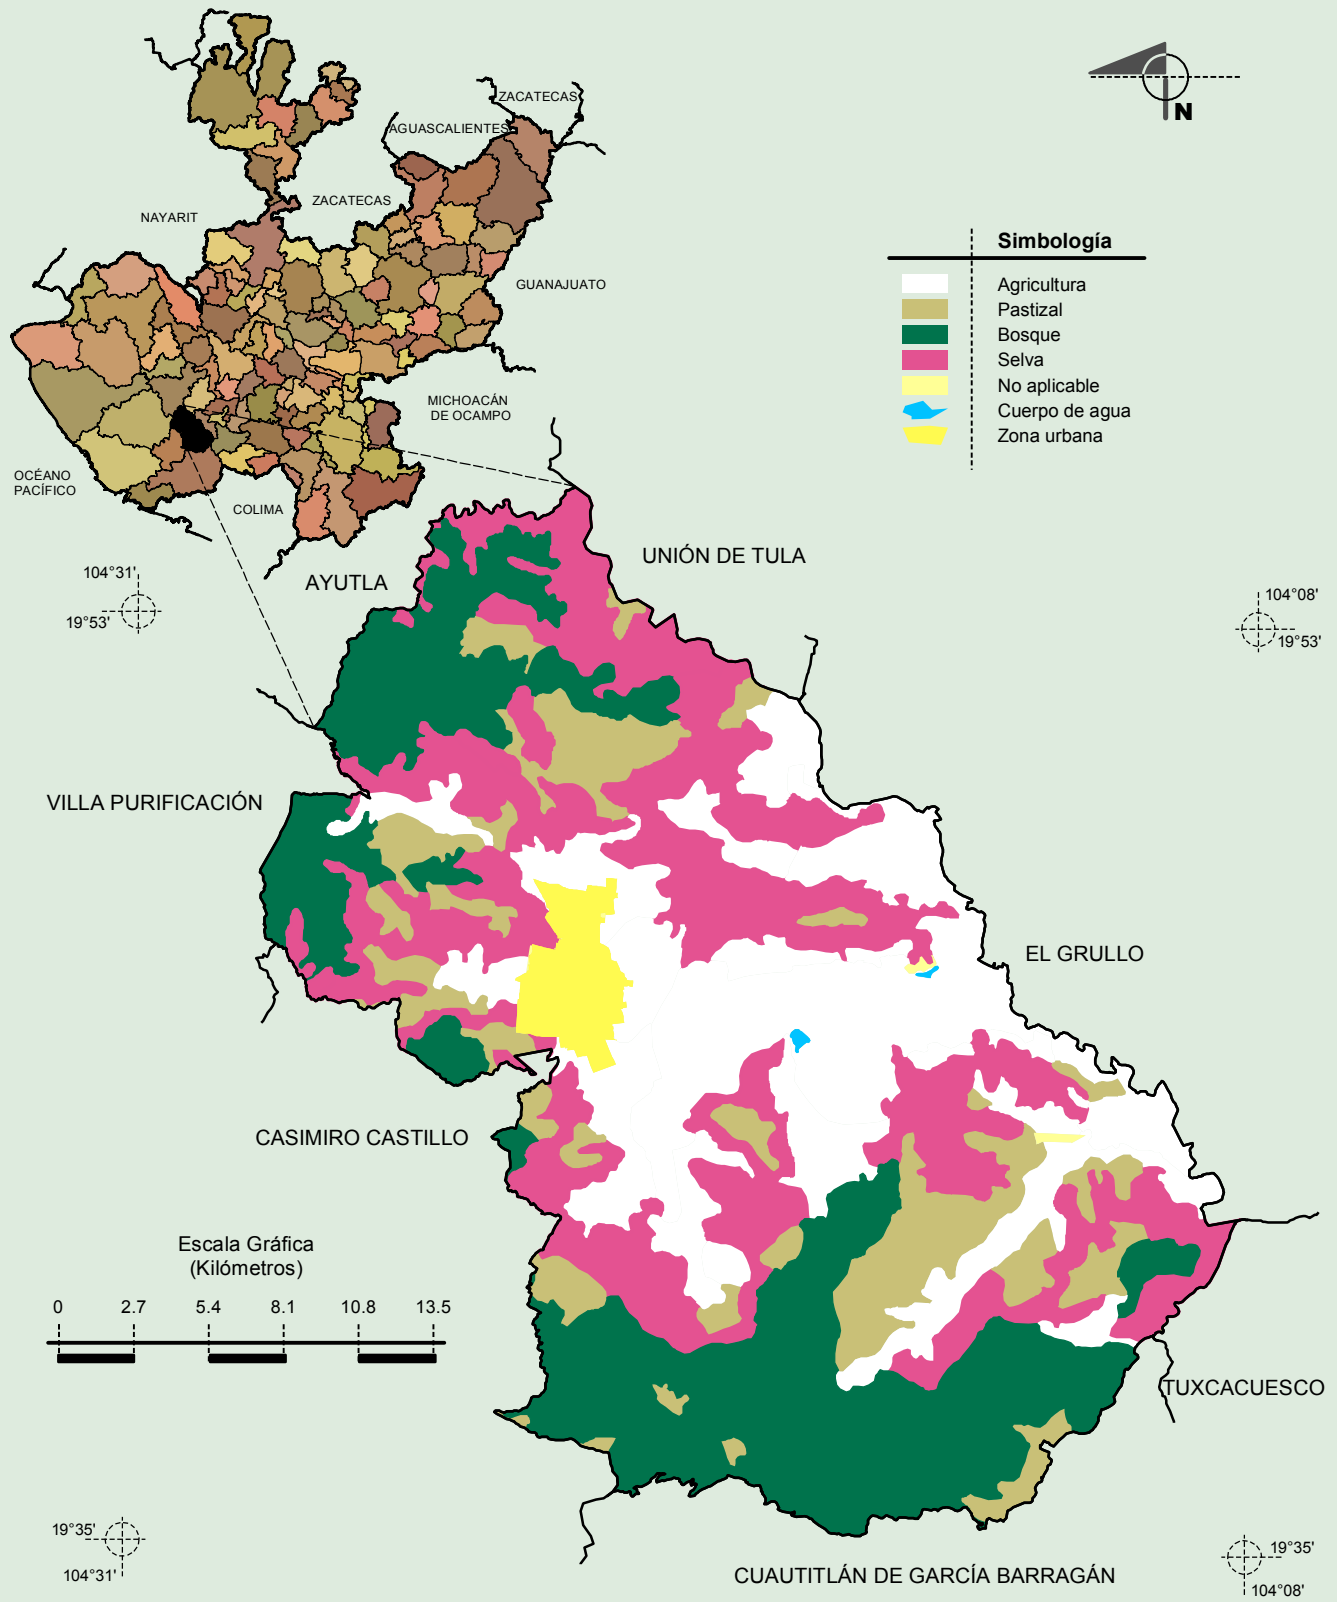 ZACATECAS
AGUASCALIENTES
ZACATECAS
NAYARIT
GUANAJUATO
MICHOACÁN
DE OCAMPO
OCÉANO
PACÍFICO
COLIMA
N
Simbología
Agricultura
Pastizal
Bosque
Selva
No aplicable
Cuerpo de agua
Zona urbana
104°31'
19°53'
104°08'
19°53'
AYUTLA
UNIÓN DE TULA
VILLA PURIFICACIÓN
EL GRULLO
CASIMIRO CASTILLO
TUXCACUESCO
CUAUTITLÁN DE GARCÍA BARRAGÁN
Escala Gráfica
(Kilómetros)
0 2.7 5.4 8.1 10.8 13.5
19°35'
104°31'
19°35'
104°08'